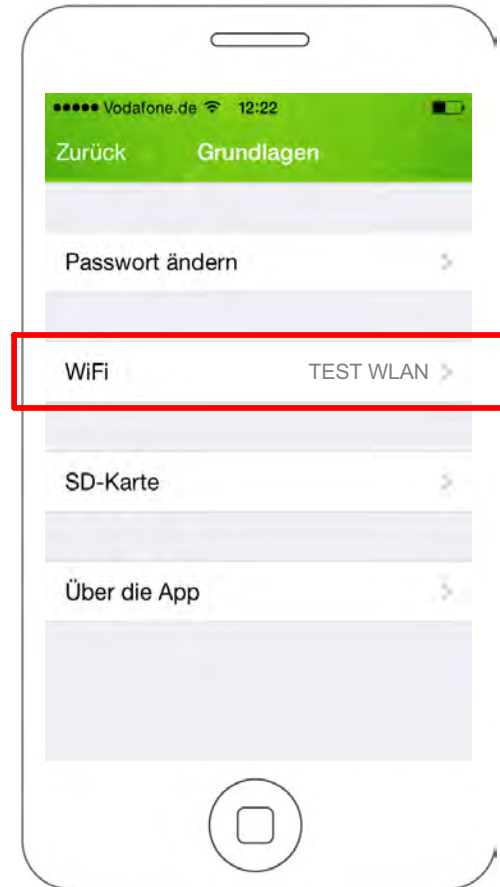 Vodafone.de 12:22
Zurück Grundlagen
Passwort ändern
WiFi TEST WLAN
SD-Karte
Über die App